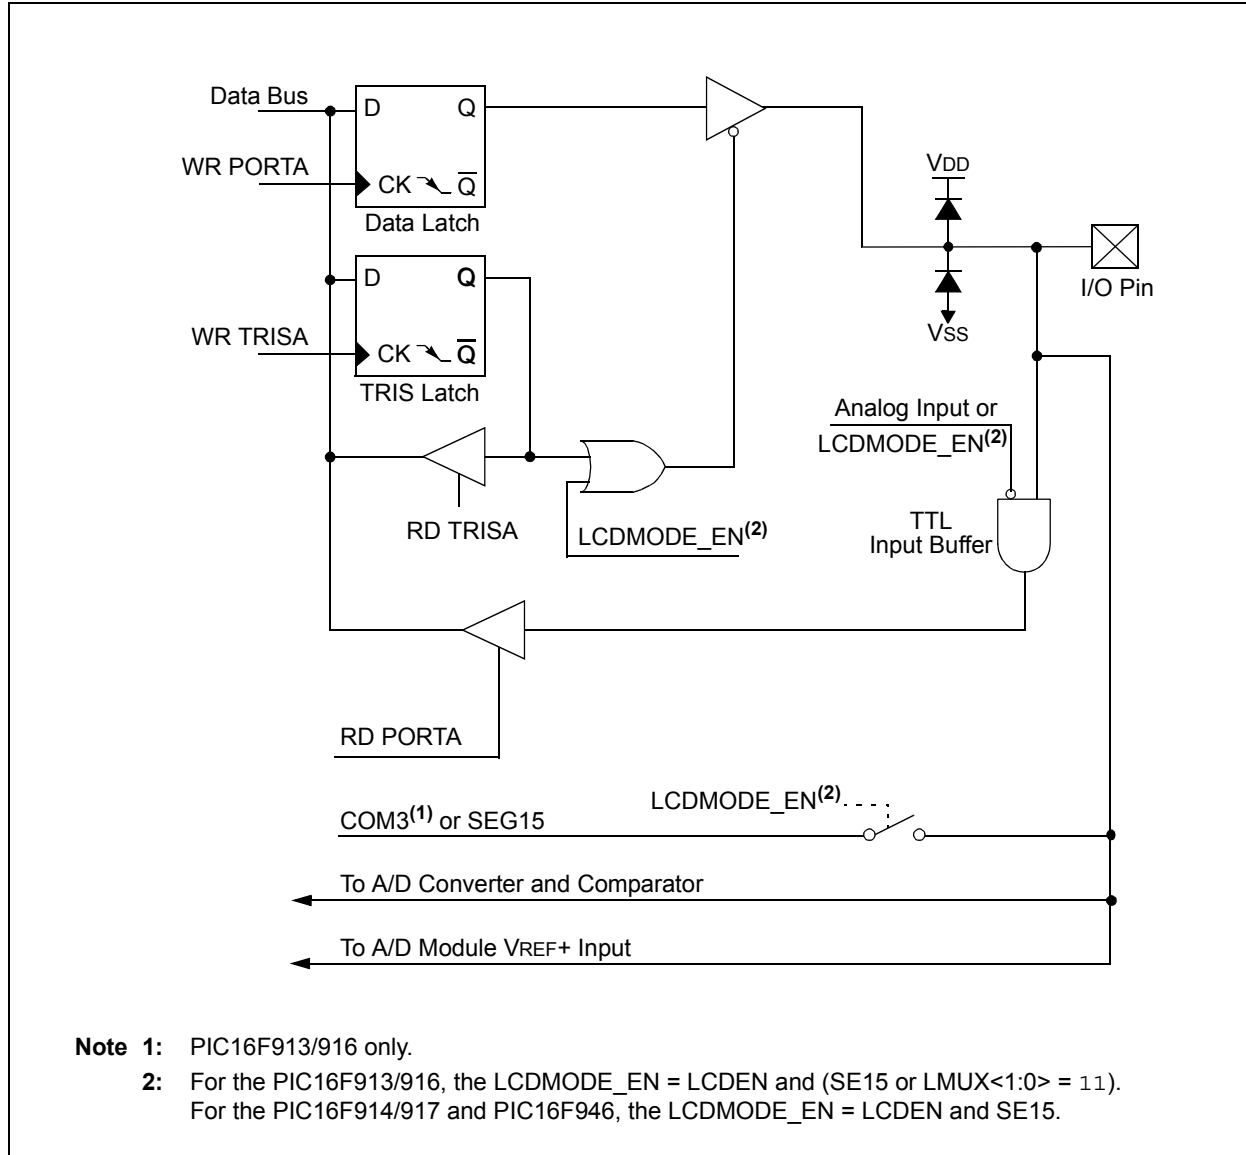 Data Bus
D Q
WR PORTA
CK Q
Data Latch
VDD
I/O Pin
VSS
D Q
WR TRISA
CK Q
TRIS Latch
Analog Input or
LCDMODE_EN(2)
RD TRISA
LCDMODE_EN(2)
TTL
Input Buffer
RD PORTA
LCDMODE_EN(2)
COM3(1) or SEG15
To A/D Converter and Comparator
To A/D Module VREF+ Input
Note 1: PIC16F913/916 only.
2: For the PIC16F913/916, the LCDMODE_EN = LCDEN and (SE15 or LMUX<1:0> = 11).
For the PIC16F914/917 and PIC16F946, the LCDMODE_EN = LCDEN and SE15.